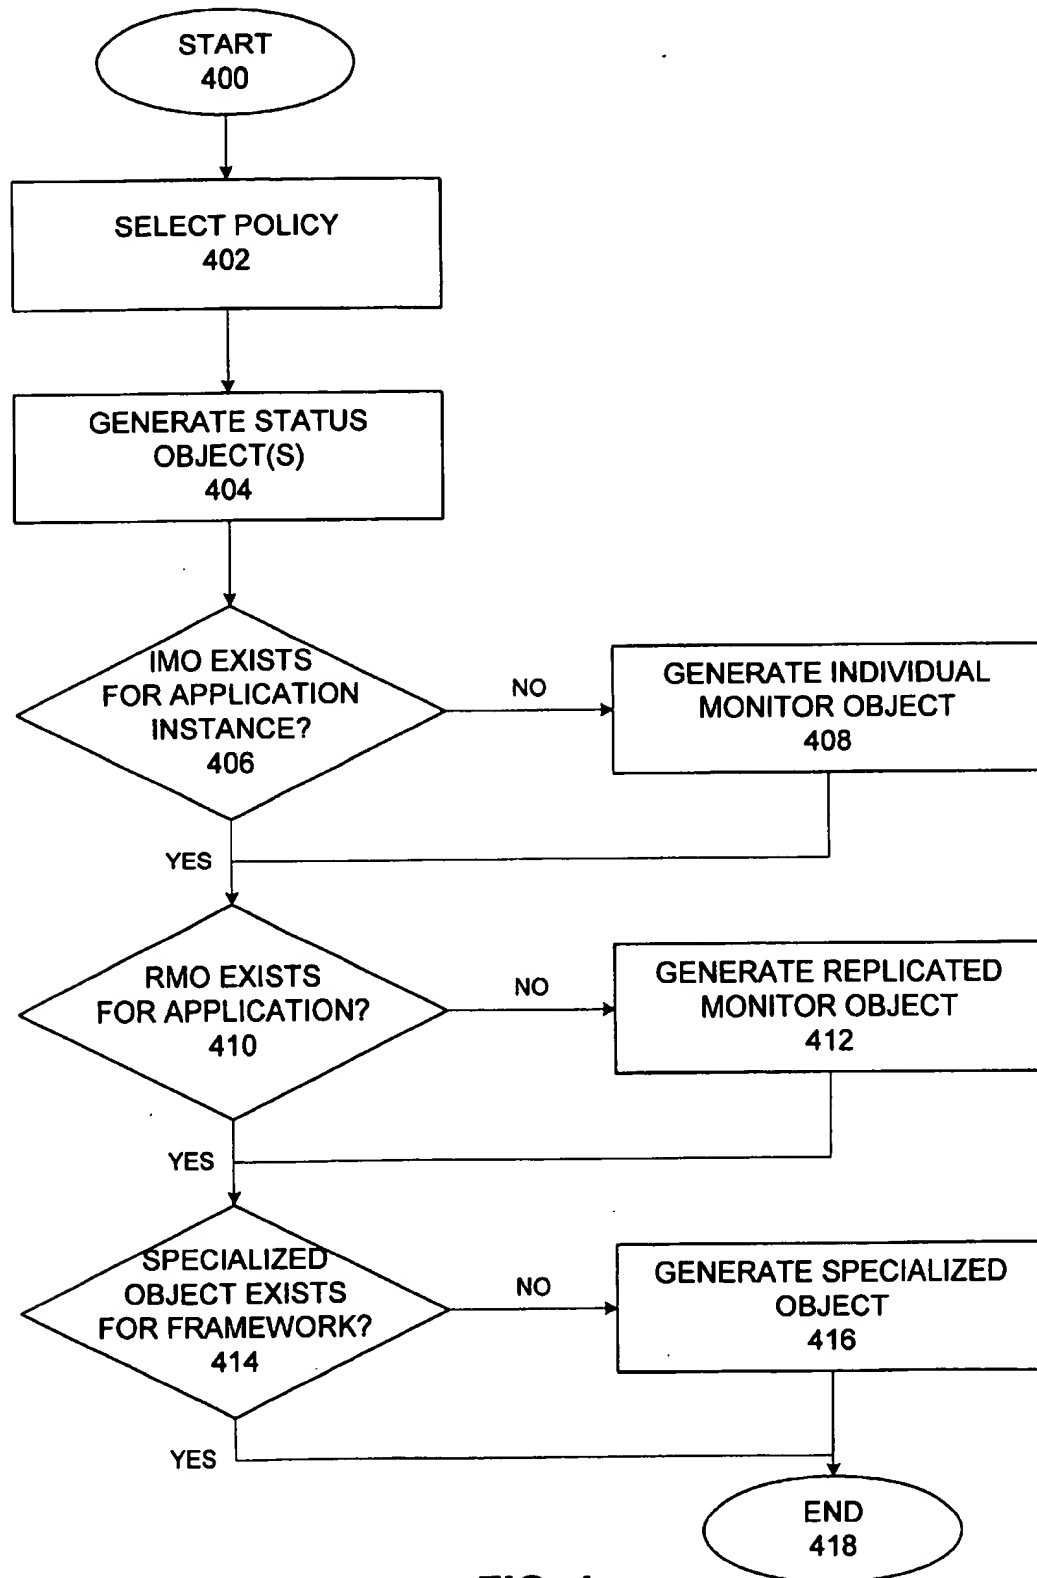 START
400
SELECT POLICY
402
GENERATE STATUS
OBJECT(S)
404
IMO EXISTS
FOR APPLICATION
INSTANCE?
406
NO
GENERATE INDIVIDUAL
MONITOR OBJECT
408
YES
RMO EXISTS
FOR APPLICATION?
410
NO
GENERATE REPLICATED
MONITOR OBJECT
412
YES
SPECIALIZED
OBJECT EXISTS
FOR FRAMEWORK?
414
NO
GENERATE SPECIALIZED
OBJECT
416
YES
END
418